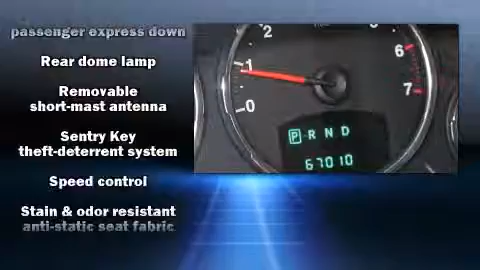 passenger express down
Rear dome lamp
Removable
short-mast antenna
Sentry Key
theft-deterrent system
Speed control
Stain & odor resistant
anti-static seat fabric
2
1
0
6
7
P R N D
67010